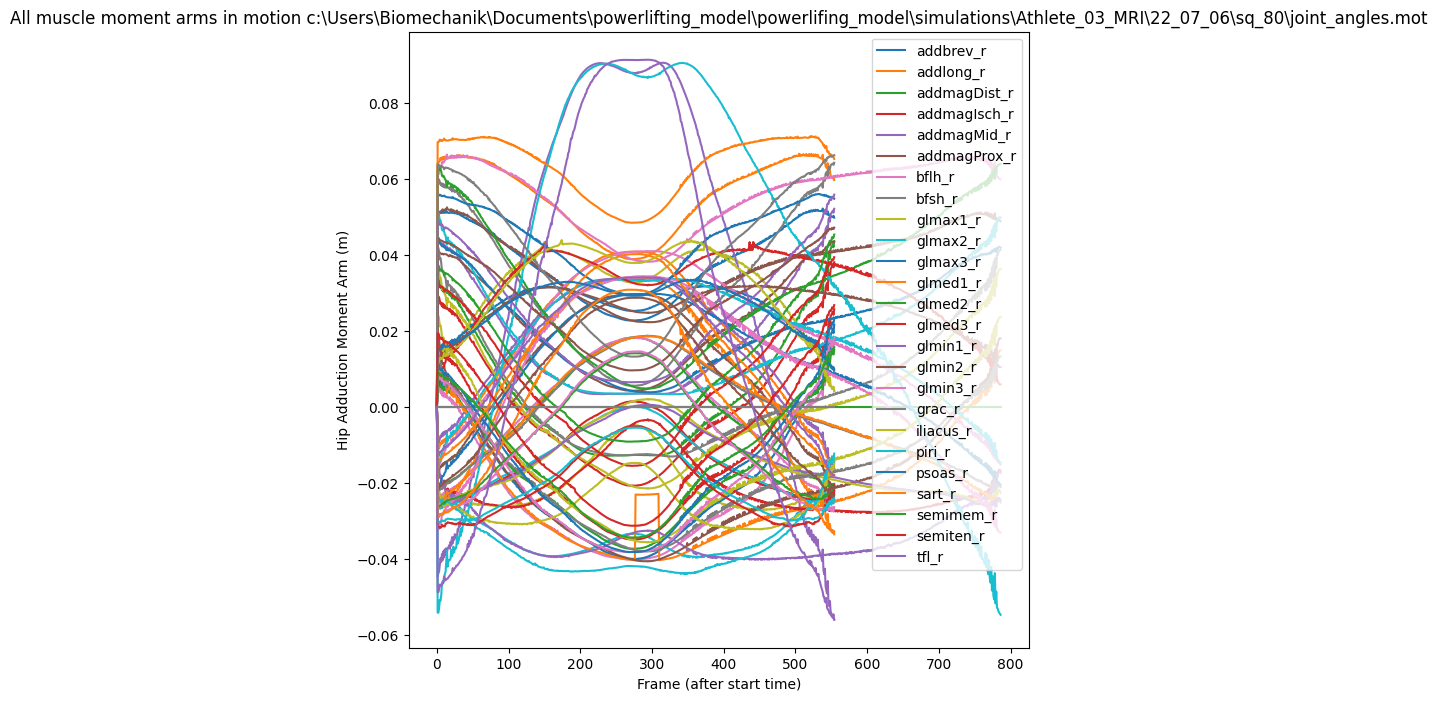 All muscle moment arms in motion c:\Users\Biomechanik\Documents\powerlifting_model\powerlifing_model\simulations\Athlete_03_MRI\22_07_06\sq_80\joint_angles.mot
Hip Adduction Moment Arm (m)
0.08
0.06
0.04
0.02
0.00
−0.02
−0.04
−0.06
addbrev_r
addlong_r
addmagDist_r
addmagIsch_r
addmagMid_r
addmagProx_r
bflh_r
bfsh_r
glmax1_r
glmax2_r
glmax3_r
glmed1_r
glmed2_r
glmed3_r
glmin1_r
glmin2_r
glmin3_r
grac_r
iliacus_r
piri_r
psoas_r
sart_r
semimem_r
semiten_r
tfl_r
0 100 200 300 400 500 600 700 800
Frame (after start time)